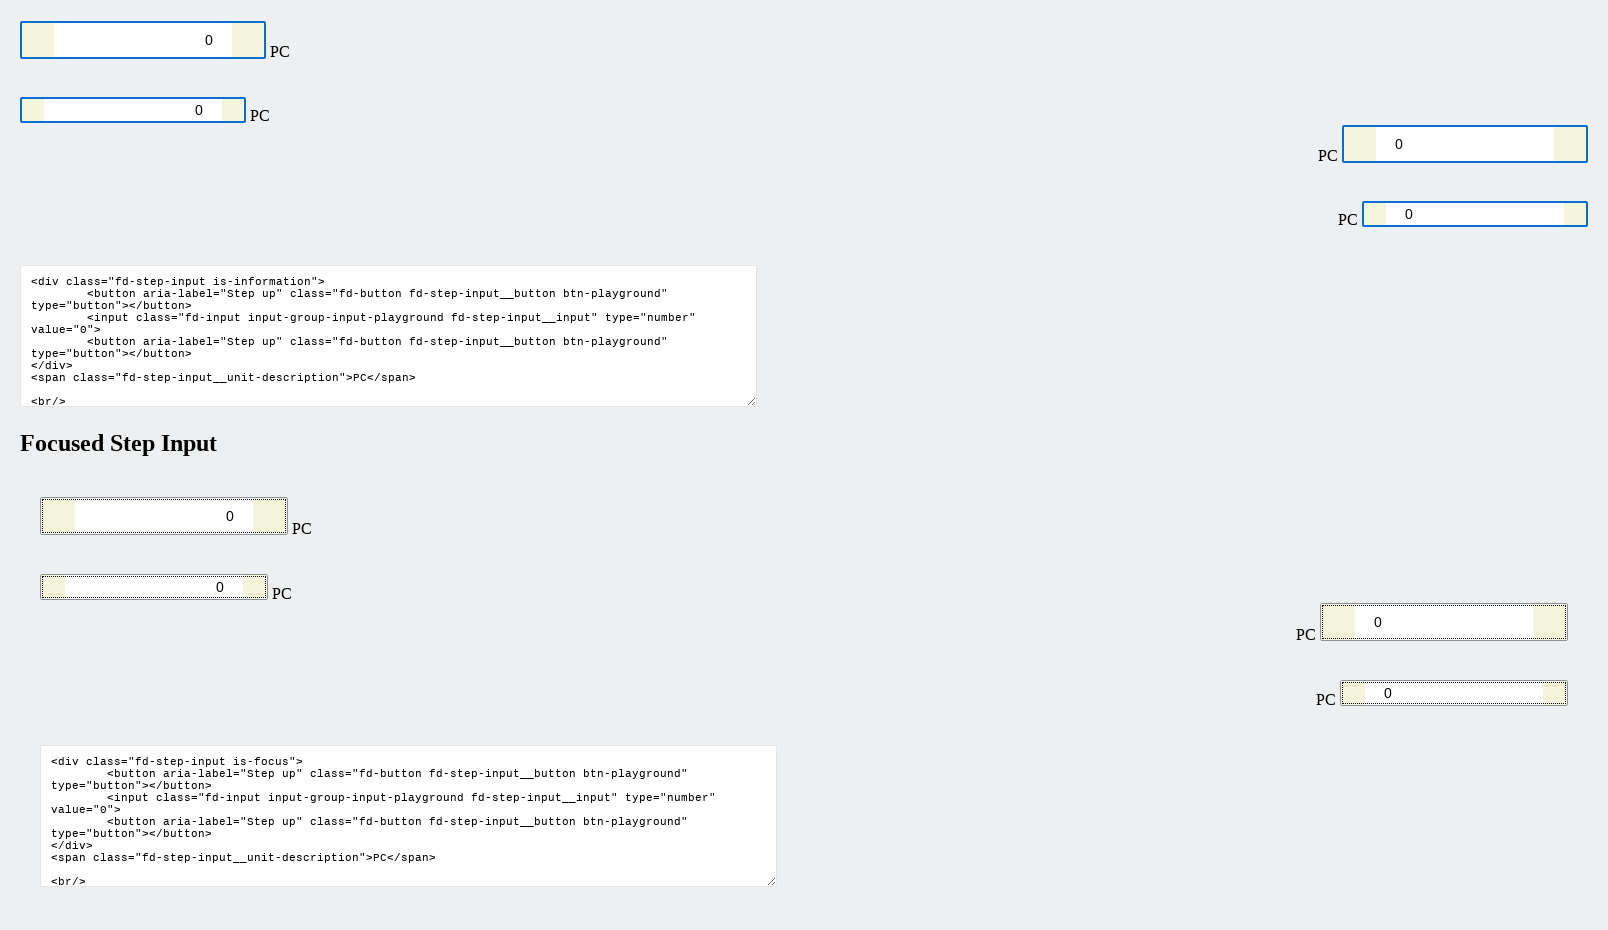 0 PC
0 PC
PC 0
PC 0
<div class="fd-step-input is-information">
<button aria-label="Step up" class="fd-button fd-step-input__button btn-playground"
type="button"></button>
<input class="fd-input input-group-input-playground fd-step-input__input" type="number"
value="0">
<button aria-label="Step up" class="fd-button fd-step-input__button btn-playground"
type="button"></button>
</div>
<span class="fd-step-input__unit-description">PC</span>
<br/>
Focused Step Input
0 PC
0 PC
PC 0
PC 0
<div class="fd-step-input is-focus">
<button aria-label="Step up" class="fd-button fd-step-input__button btn-playground"
type="button"></button>
<input class="fd-input input-group-input-playground fd-step-input__input" type="number"
value="0">
<button aria-label="Step up" class="fd-button fd-step-input__button btn-playground"
type="button"></button>
</div>
<span class="fd-step-input__unit-description">PC</span>
<br/>